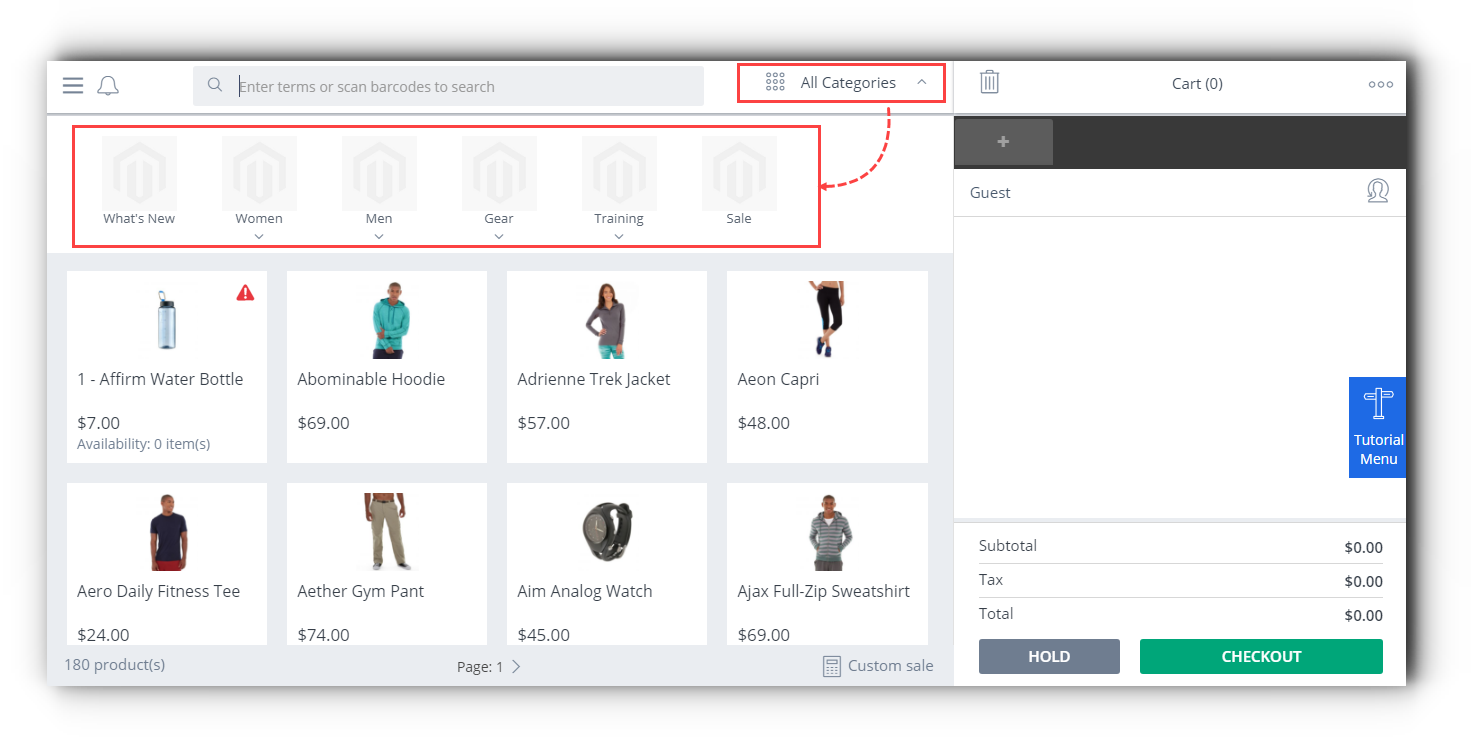 Enter terms or scan barcodes to search
All Categories
Cart (0)
What's New
Women
Men
Gear
Training
Sale
Guest
1 - Affirm Water Bottle
$7.00
Availability: 0 item(s)
Abominable Hoodie
$69.00
Adrienne Trek Jacket
$57.00
Aeon Capri
$48.00
Tutorial
Menu
Aero Daily Fitness Tee
$24.00
Aether Gym Pant
$74.00
Aim Analog Watch
$45.00
Ajax Full-Zip Sweatshirt
$69.00
Subtotal
$0.00
Tax
$0.00
Total
$0.00
180 product(s)
Page: 1
Custom sale
HOLD
CHECKOUT